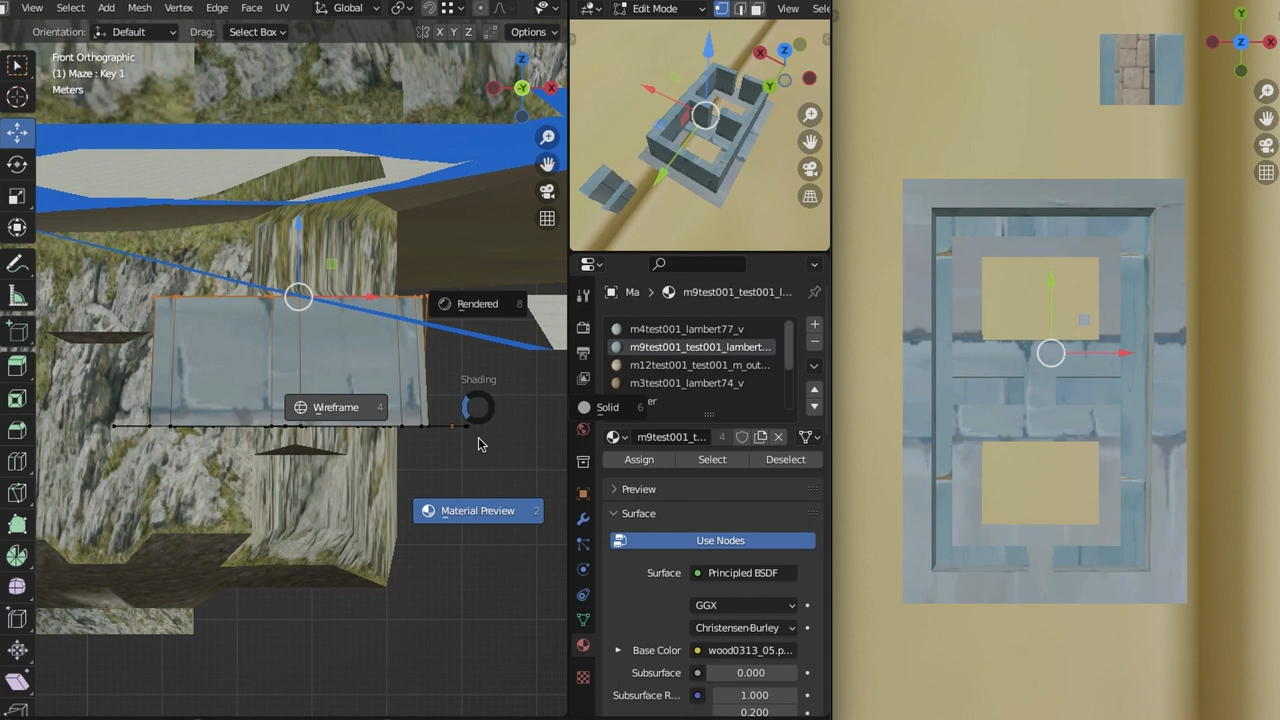 Select Add Mesh Vertex Edge Face UV Global
Orientation: Default Drag: Select Box X Y Z Options
Front Orthographic
(1) Maze : Key 1
Meters
Z
Y
X
Rendered 8
Shading
Wireframe 4
Solid 6
Material Preview 2
Edit Mode View
X Z
Y
Ma m9test001_test001_l...
m4test001_lambert77_v
m9test001_test001_lambert...
m12test001_test001_m_out...
m3test001_lambert74_v
m9test001_t... 4
Assign Select Deselect
Preview
Surface
Use Nodes
Surface Principled BSDF
GGX
Christensen-Burley
Base Color wood0313_05.p...
Subsurface 0.000
Subsurface R... 1.000
0.200
Y
Z X